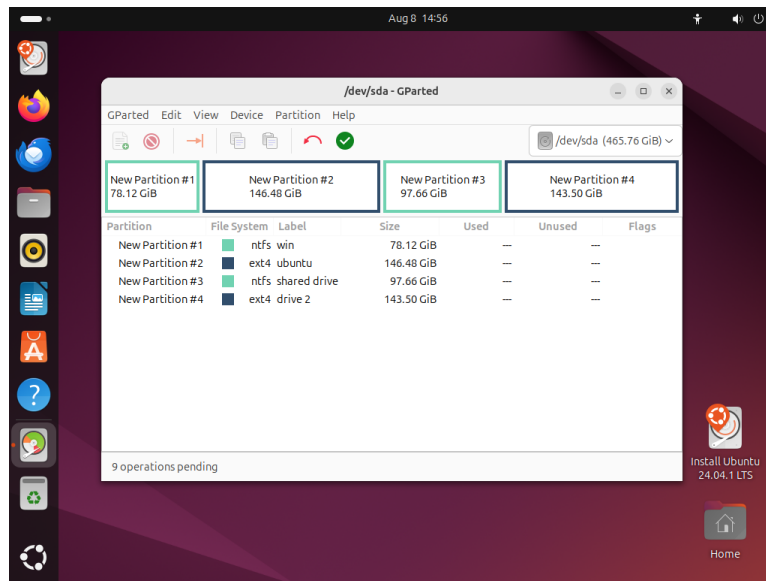 Aug 8 14:56
/dev/sda - GParted
GParted Edit View Device Partition Help
/dev/sda (465.76 GiB)
New Partition #1
78.12 GiB
New Partition #2
146.48 GiB
New Partition #3
97.66 GiB
New Partition #4
143.50 GiB
Partition File System Label Size Used Unused Flags
New Partition #1 ntfs win 78.12 GiB --- ---
New Partition #2 ext4 ubuntu 146.48 GiB --- ---
New Partition #3 ntfs shared drive 97.66 GiB --- ---
New Partition #4 ext4 drive 2 143.50 GiB --- ---
9 operations pending
Install Ubuntu
24.04.1 LTS
Home